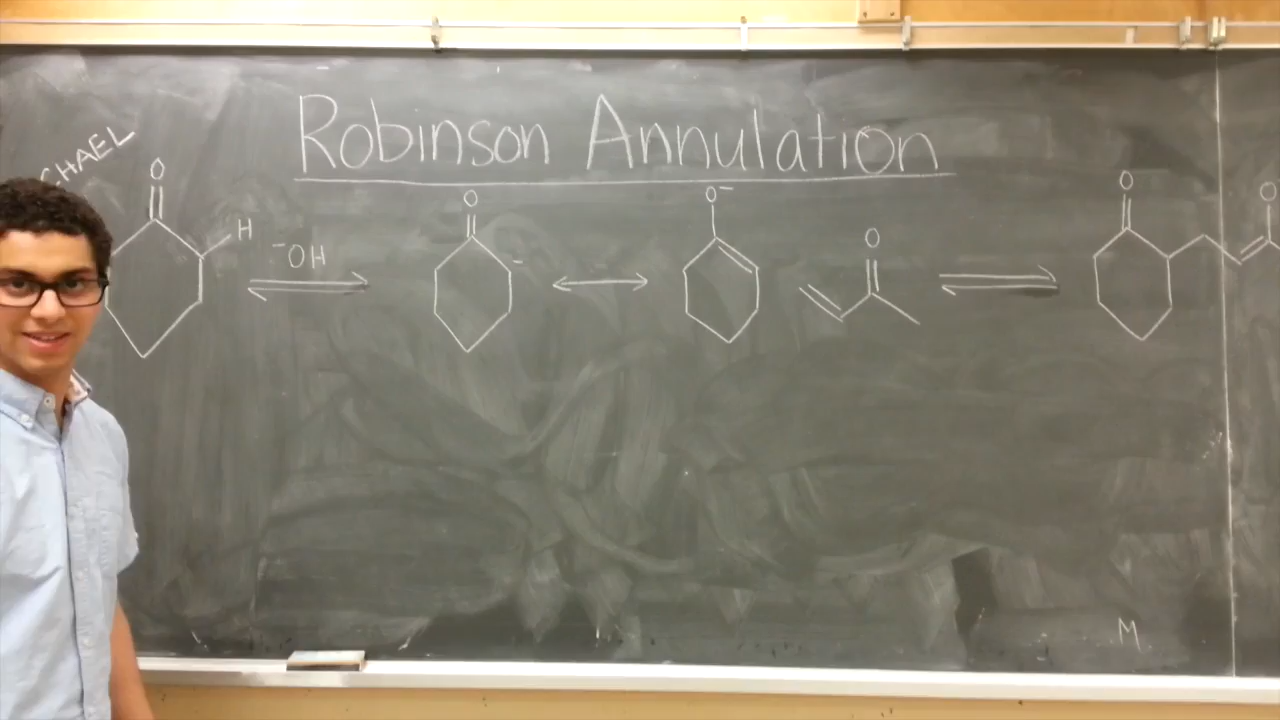 Robinson Annulation
CHAEL
O H
⁻OH
O ⁻
O⁻
O
O
O
M